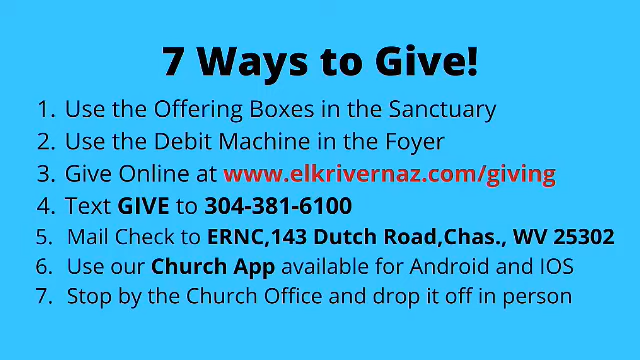 7 Ways to Give!
1. Use the Offering Boxes in the Sanctuary
2. Use the Debit Machine in the Foyer
3. Give Online at www.elkrivernaz.com/giving
4. Text GIVE to 304-381-6100
5. Mail Check to ERNC,143 Dutch Road,Chas., WV 25302
6. Use our Church App available for Android and IOS
7. Stop by the Church Office and drop it off in person